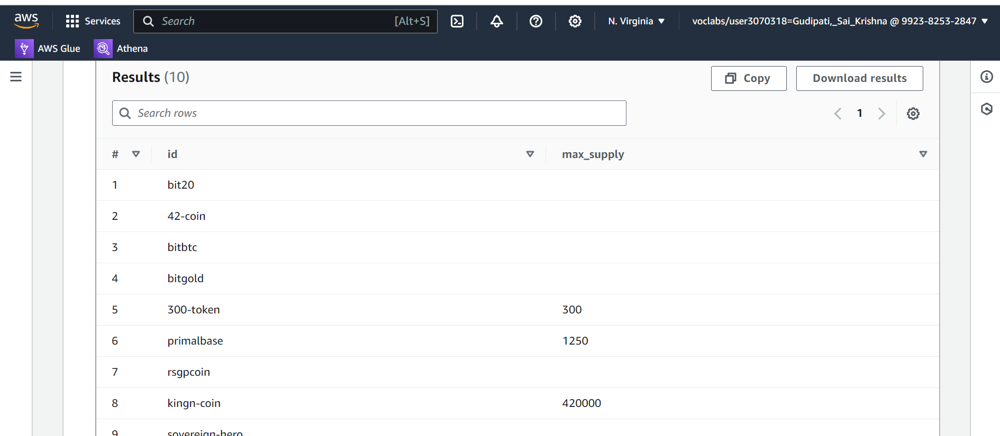 aws Services Search [Alt+S] N. Virginia voclabs/user3070318=Gudipati,_Sai_Krishna @ 9923-8253-2847
AWS Glue Athena
Results (10) Copy Download results
Search rows 1
# id max_supply
1 bit20
2 42-coin
3 bitbtc
4 bitgold
5 300-token 300
6 primalbase 1250
7 rsgpcoin
8 kingn-coin 420000
9 sovereign-hero